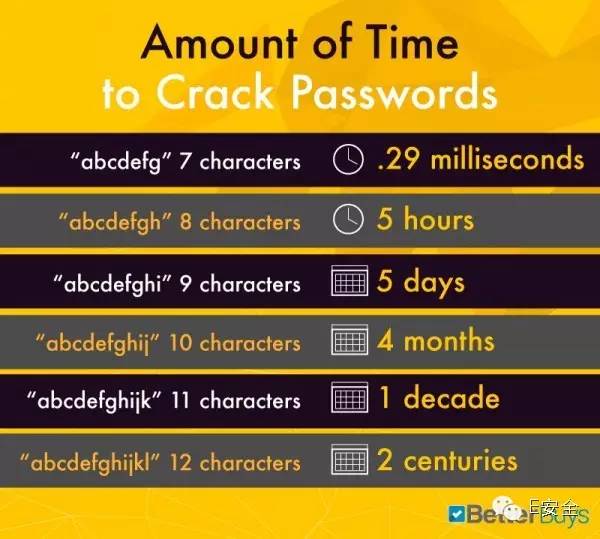 Amount of Time
to Crack Passwords
“abcdefg” 7 characters .29 milliseconds
“abcdefgh” 8 characters 5 hours
“abcdefghi” 9 characters 5 days
“abcdefghij” 10 characters 4 months
“abcdefghijk” 11 characters 1 decade
“abcdefghijkl” 12 characters 2 centuries
BetterBuys
E安全